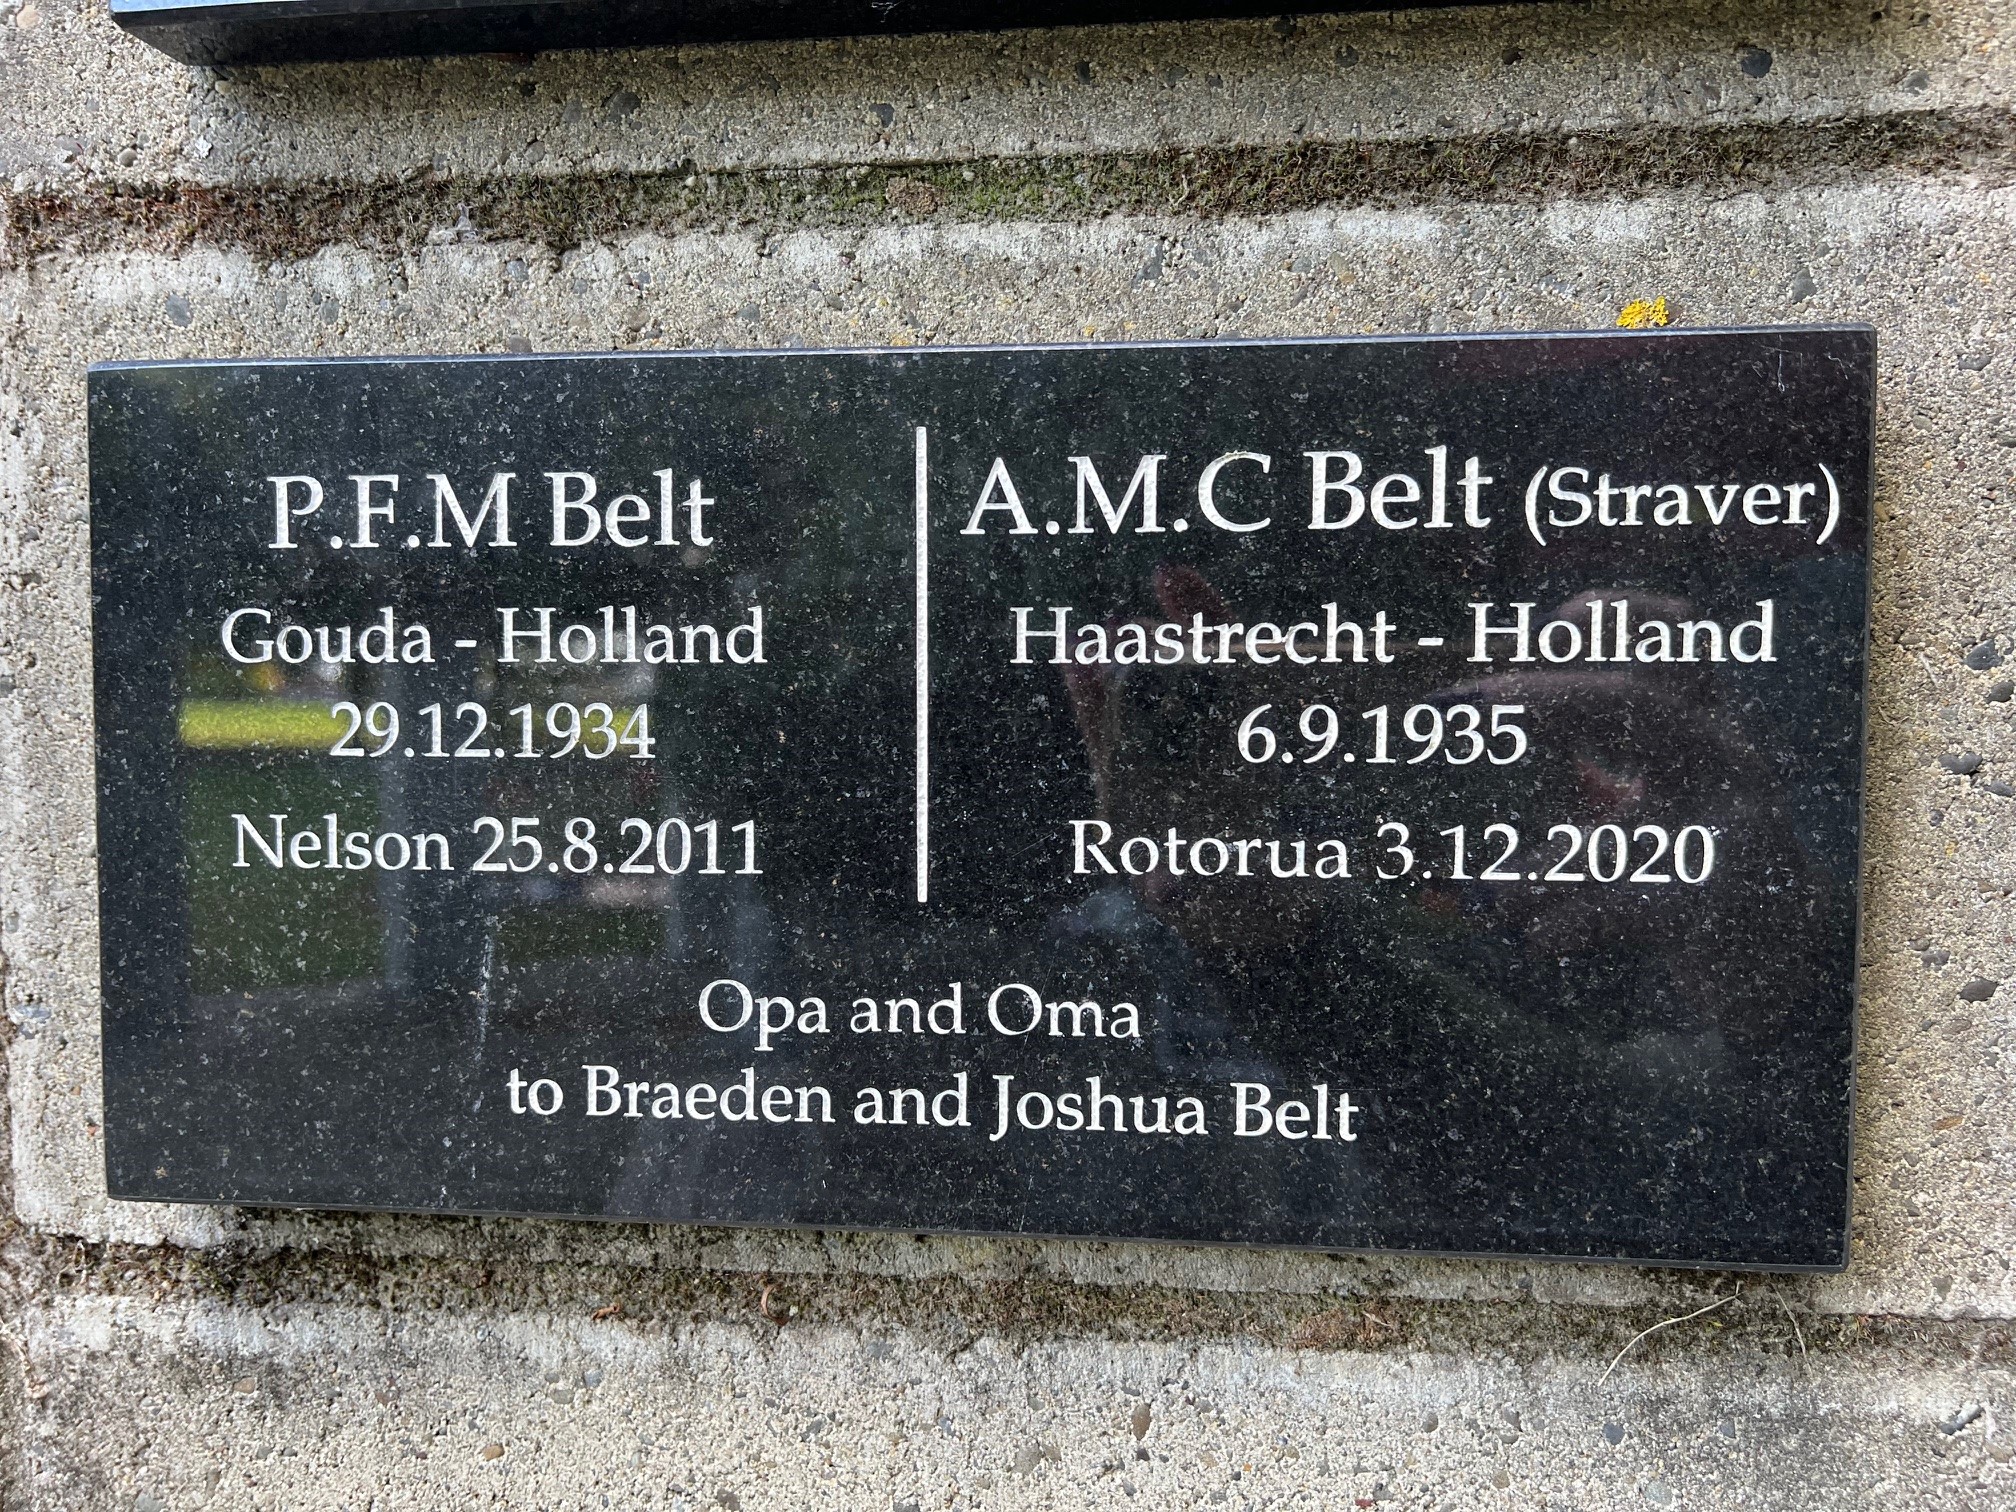 P.F.M Belt
Gouda - Holland
29.12.1934
Nelson 25.8.2011
A.M.C Belt (Straver)
Haastrecht - Holland
6.9.1935
Rotorua 3.12.2020
Opa and Oma
to Braeden and Joshua Belt